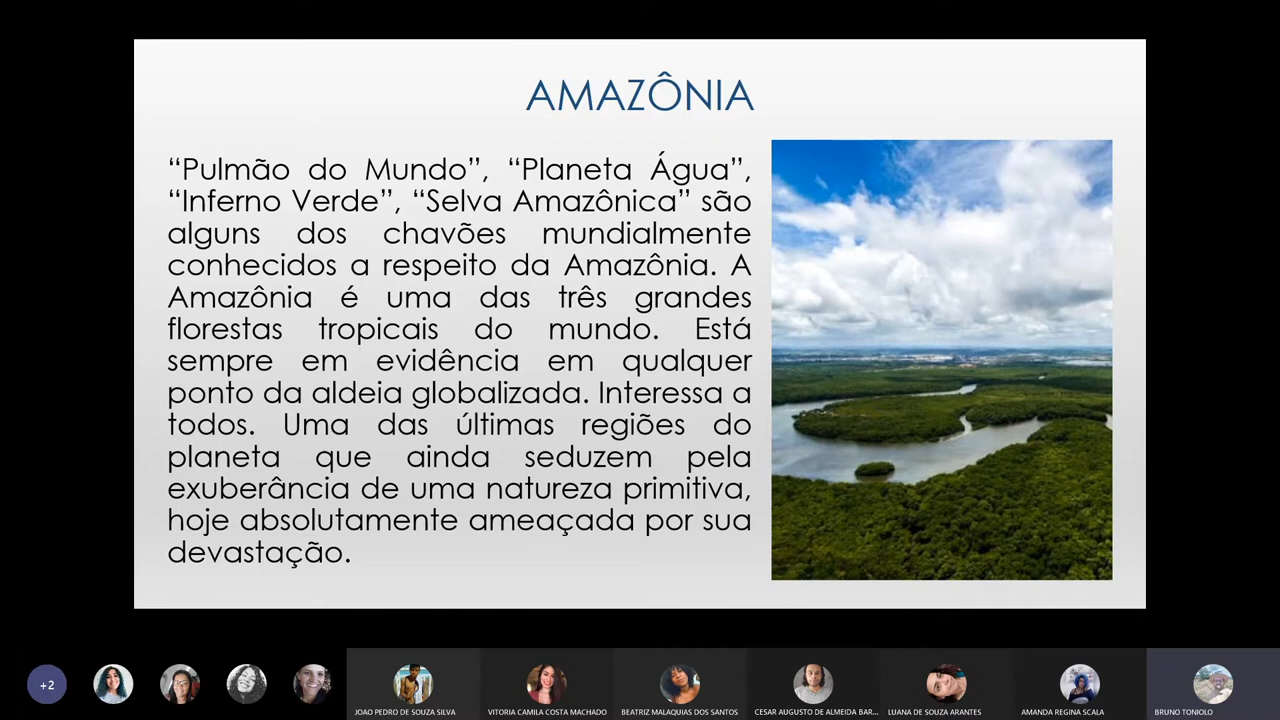 AMAZÔNIA
“Pulmão do Mundo”, “Planeta Água”,
“Inferno Verde”, “Selva Amazônica” são
alguns dos chavões mundialmente
conhecidos a respeito da Amazônia. A
Amazônia é uma das três grandes
florestas tropicais do mundo. Está
sempre em evidência em qualquer
ponto da aldeia globalizada. Interessa a
todos. Uma das últimas regiões do
planeta que ainda seduzem pela
exuberância de uma natureza primitiva,
hoje absolutamente ameaçada por sua
devastação.
+2
JOAO PEDRO DE SOUZA SILVA
VITORIA CAMILA COSTA MACHADO
BEATRIZ MALAQUIAS DOS SANTOS
CESAR AUGUSTO DE ALMEIDA BAR...
LUANA DE SOUZA ARANTES
AMANDA REGINA SCALA
BRUNO TONIOLO